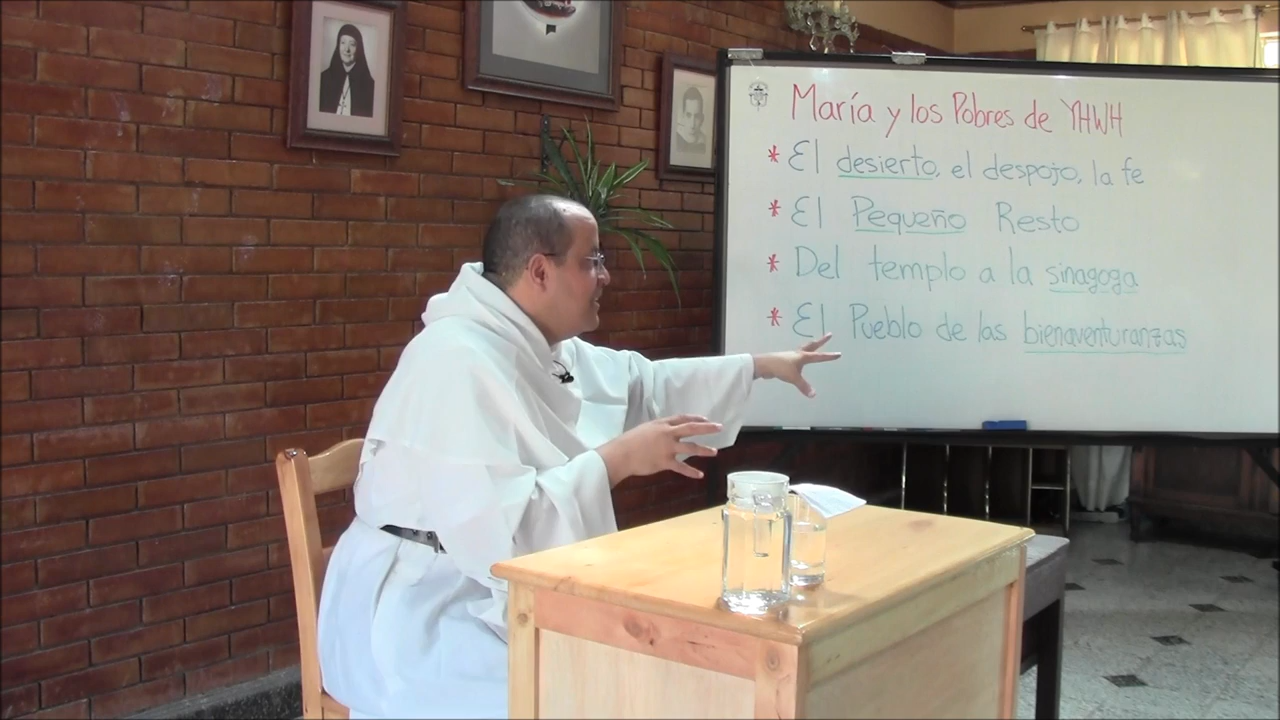 María y los Pobres de YHWH
* El desierto, el despojo, la fe
* El Pequeño Resto
* Del templo a la sinagoga
* El Pueblo de las bienaventuranzas